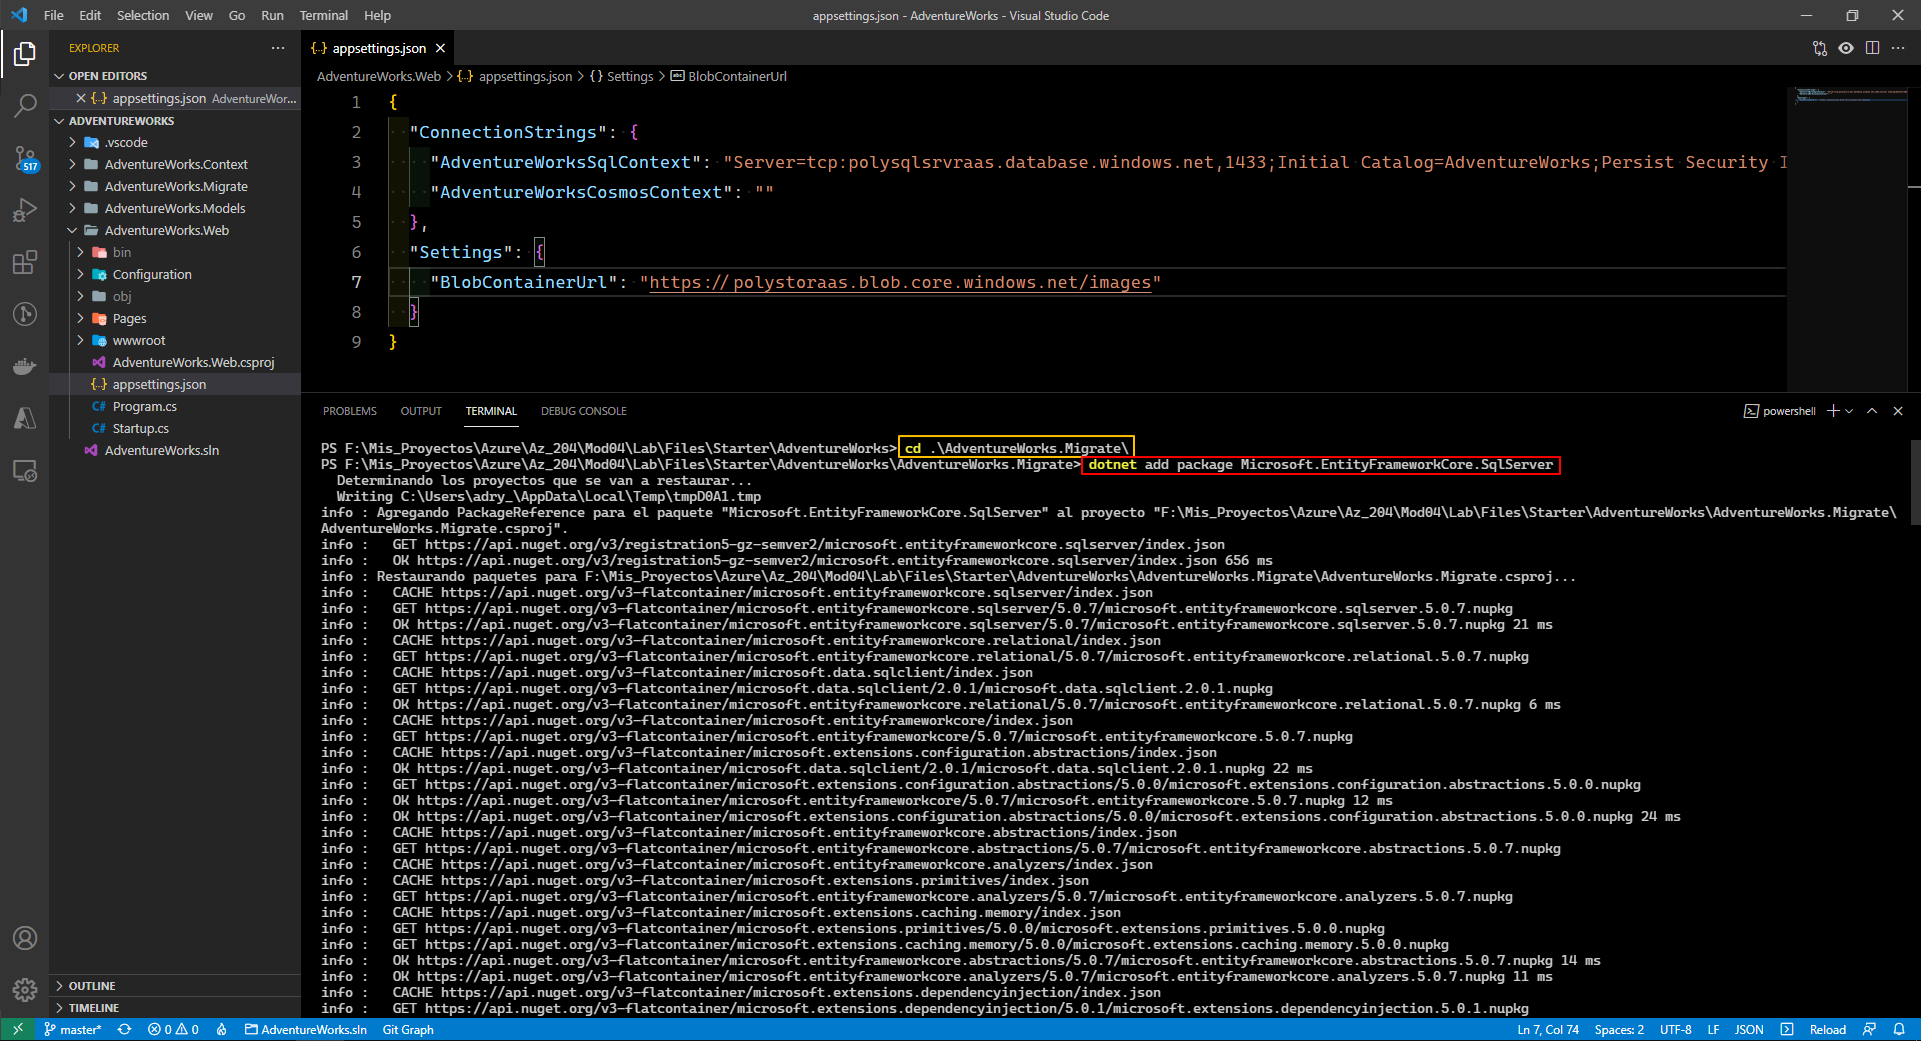 File Edit Selection View Go Run Terminal Help
appsettings.json - AdventureWorks - Visual Studio Code
EXPLORER
OPEN EDITORS
appsettings.json AdventureWor...
ADVENTUREWORKS
.vscode
AdventureWorks.Context
AdventureWorks.Migrate
AdventureWorks.Models
AdventureWorks.Web
bin
Configuration
obj
Pages
wwwroot
AdventureWorks.Web.csproj
{..} appsettings.json
C# Program.cs
C# Startup.cs
AdventureWorks.sln
OUTLINE
TIMELINE
517
{..} appsettings.json
AdventureWorks.Web > {..} appsettings.json > {} Settings > BlobContainerUrl
1 {
2 "ConnectionStrings": {
3 "AdventureWorksSqlContext": "Server=tcp:polysqlsrvraas.database.windows.net,1433;Initial Catalog=AdventureWorks;Persist Security I
4 "AdventureWorksCosmosContext": ""
5 },
6 "Settings": {
7 "BlobContainerUrl": "https://polystoraas.blob.core.windows.net/images"
8 }
9 }
PROBLEMS OUTPUT TERMINAL DEBUG CONSOLE
powershell
PS F:\Mis_Proyectos\Azure\Az_204\Mod04\Lab\Files\Starter\AdventureWorks> cd .\AdventureWorks.Migrate\
PS F:\Mis_Proyectos\Azure\Az_204\Mod04\Lab\Files\Starter\AdventureWorks\AdventureWorks.Migrate> dotnet add package Microsoft.EntityFrameworkCore.SqlServer
Determinando los proyectos que se van a restaurar...
Writing C:\Users\adry_\AppData\Local\Temp\tmpD0A1.tmp
info : Agregando PackageReference para el paquete "Microsoft.EntityFrameworkCore.SqlServer" al proyecto "F:\Mis_Proyectos\Azure\Az_204\Mod04\Lab\Files\Starter\AdventureWorks\AdventureWorks.Migrate\
AdventureWorks.Migrate.csproj".
info : GET https://api.nuget.org/v3/registration5-gz-semver2/microsoft.entityframeworkcore.sqlserver/index.json
info : OK https://api.nuget.org/v3/registration5-gz-semver2/microsoft.entityframeworkcore.sqlserver/index.json 656 ms
info : Restaurando paquetes para F:\Mis_Proyectos\Azure\Az_204\Mod04\Lab\Files\Starter\AdventureWorks\AdventureWorks.Migrate\AdventureWorks.Migrate.csproj...
info : CACHE https://api.nuget.org/v3-flatcontainer/microsoft.entityframeworkcore.sqlserver/index.json
info : GET https://api.nuget.org/v3-flatcontainer/microsoft.entityframeworkcore.sqlserver/5.0.7/microsoft.entityframeworkcore.sqlserver.5.0.7.nupkg
info : OK https://api.nuget.org/v3-flatcontainer/microsoft.entityframeworkcore.sqlserver/5.0.7/microsoft.entityframeworkcore.sqlserver.5.0.7.nupkg 21 ms
info : CACHE https://api.nuget.org/v3-flatcontainer/microsoft.entityframeworkcore.relational/index.json
info : GET https://api.nuget.org/v3-flatcontainer/microsoft.entityframeworkcore.relational/5.0.7/microsoft.entityframeworkcore.relational.5.0.7.nupkg
info : CACHE https://api.nuget.org/v3-flatcontainer/microsoft.data.sqlclient/index.json
info : GET https://api.nuget.org/v3-flatcontainer/microsoft.data.sqlclient/2.0.1/microsoft.data.sqlclient.2.0.1.nupkg
info : OK https://api.nuget.org/v3-flatcontainer/microsoft.entityframeworkcore.relational/5.0.7/microsoft.entityframeworkcore.relational.5.0.7.nupkg 6 ms
info : CACHE https://api.nuget.org/v3-flatcontainer/microsoft.entityframeworkcore/index.json
info : GET https://api.nuget.org/v3-flatcontainer/microsoft.entityframeworkcore/5.0.7/microsoft.entityframeworkcore.5.0.7.nupkg
info : CACHE https://api.nuget.org/v3-flatcontainer/microsoft.extensions.configuration.abstractions/index.json
info : OK https://api.nuget.org/v3-flatcontainer/microsoft.data.sqlclient/2.0.1/microsoft.data.sqlclient.2.0.1.nupkg 22 ms
info : GET https://api.nuget.org/v3-flatcontainer/microsoft.extensions.configuration.abstractions/5.0.0/microsoft.extensions.configuration.abstractions.5.0.0.nupkg
info : OK https://api.nuget.org/v3-flatcontainer/microsoft.entityframeworkcore/5.0.7/microsoft.entityframeworkcore.5.0.7.nupkg 12 ms
info : OK https://api.nuget.org/v3-flatcontainer/microsoft.extensions.configuration.abstractions/5.0.0/microsoft.extensions.configuration.abstractions.5.0.0.nupkg 24 ms
info : CACHE https://api.nuget.org/v3-flatcontainer/microsoft.entityframeworkcore.abstractions/index.json
info : GET https://api.nuget.org/v3-flatcontainer/microsoft.entityframeworkcore.abstractions/5.0.7/microsoft.entityframeworkcore.abstractions.5.0.7.nupkg
info : CACHE https://api.nuget.org/v3-flatcontainer/microsoft.entityframeworkcore.analyzers/index.json
info : CACHE https://api.nuget.org/v3-flatcontainer/microsoft.extensions.primitives/index.json
info : GET https://api.nuget.org/v3-flatcontainer/microsoft.entityframeworkcore.analyzers/5.0.7/microsoft.entityframeworkcore.analyzers.5.0.7.nupkg
info : CACHE https://api.nuget.org/v3-flatcontainer/microsoft.extensions.caching.memory/index.json
info : GET https://api.nuget.org/v3-flatcontainer/microsoft.extensions.primitives/5.0.0/microsoft.extensions.primitives.5.0.0.nupkg
info : GET https://api.nuget.org/v3-flatcontainer/microsoft.extensions.caching.memory/5.0.0/microsoft.extensions.caching.memory.5.0.0.nupkg
info : OK https://api.nuget.org/v3-flatcontainer/microsoft.entityframeworkcore.abstractions/5.0.7/microsoft.entityframeworkcore.abstractions.5.0.7.nupkg 14 ms
info : OK https://api.nuget.org/v3-flatcontainer/microsoft.entityframeworkcore.analyzers/5.0.7/microsoft.entityframeworkcore.analyzers.5.0.7.nupkg 11 ms
info : CACHE https://api.nuget.org/v3-flatcontainer/microsoft.extensions.dependencyinjection/index.json
info : GET https://api.nuget.org/v3-flatcontainer/microsoft.extensions.dependencyinjection/5.0.1/microsoft.extensions.dependencyinjection.5.0.1.nupkg
master* 0 0 AdventureWorks.sln Git Graph Ln 7, Col 74 Spaces: 2 UTF-8 LF JSON Reload